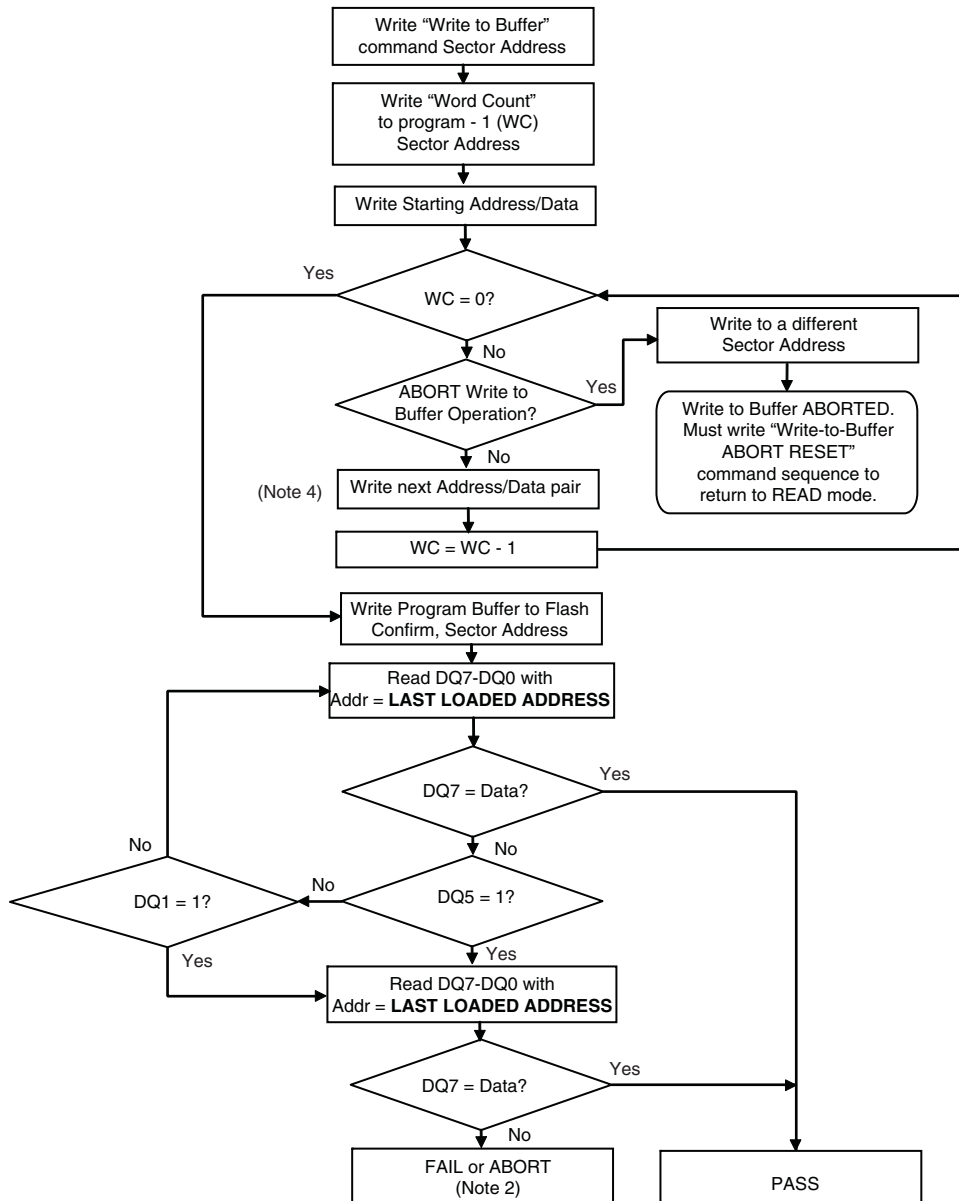 Write “Write to Buffer”
command Sector Address
Write “Word Count”
to program - 1 (WC)
Sector Address
Write Starting Address/Data
Yes
WC = 0?
No
Write to a different
Sector Address
ABORT Write to
Buffer Operation?
Yes
Write to Buffer ABORTED.
Must write “Write-to-Buffer
ABORT RESET”
command sequence to
return to READ mode.
No
(Note 4)
Write next Address/Data pair
WC = WC - 1
Write Program Buffer to Flash
Confirm, Sector Address
Read DQ7-DQ0 with
Addr = LAST LOADED ADDRESS
Yes
DQ7 = Data?
No
No
No
DQ1 = 1?
DQ5 = 1?
Yes
Yes
Read DQ7-DQ0 with
Addr = LAST LOADED ADDRESS
Yes
DQ7 = Data?
No
FAIL or ABORT
(Note 2)
PASS